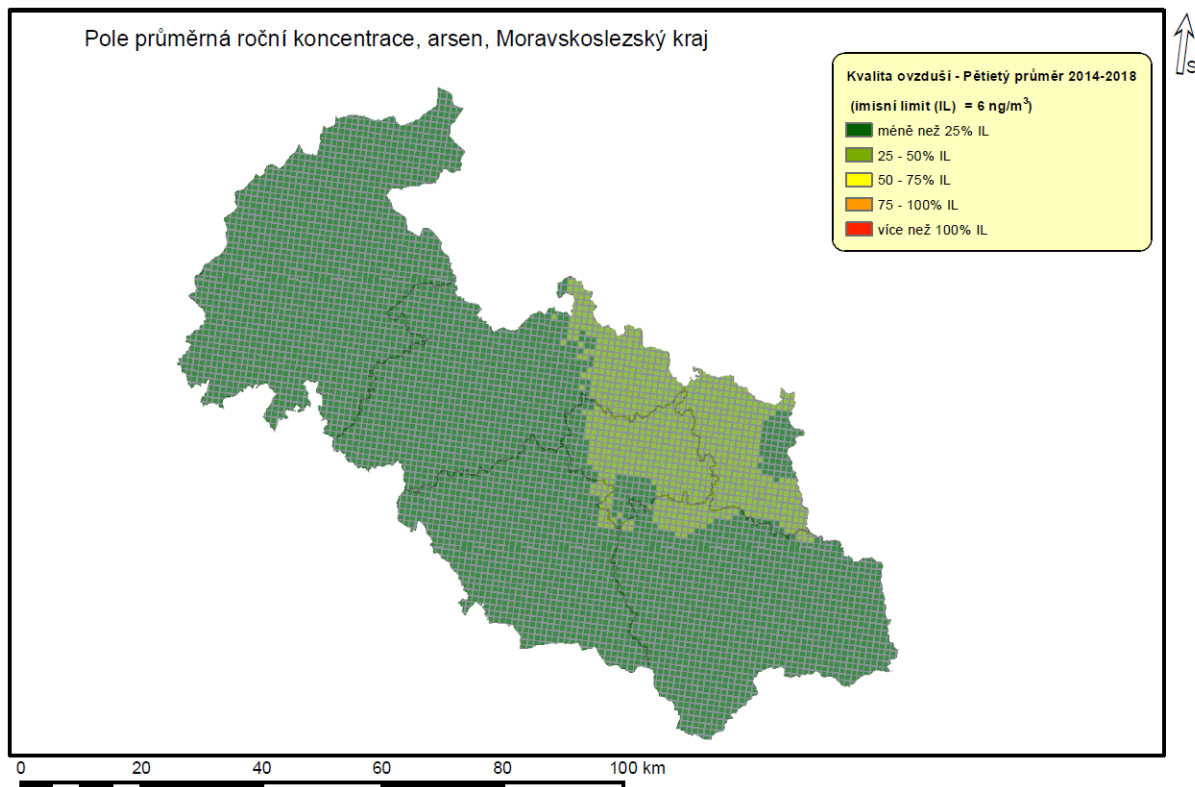 Pole průměrná roční koncentrace, arsen, Moravskoslezský kraj
S
Kvalita ovzduší - Pětietý průměr 2014-2018
(imisní limit (IL) = 6 ng/m³)
méně než 25% IL
25 - 50% IL
50 - 75% IL
75 - 100% IL
více než 100% IL
0 20 40 60 80 100 km